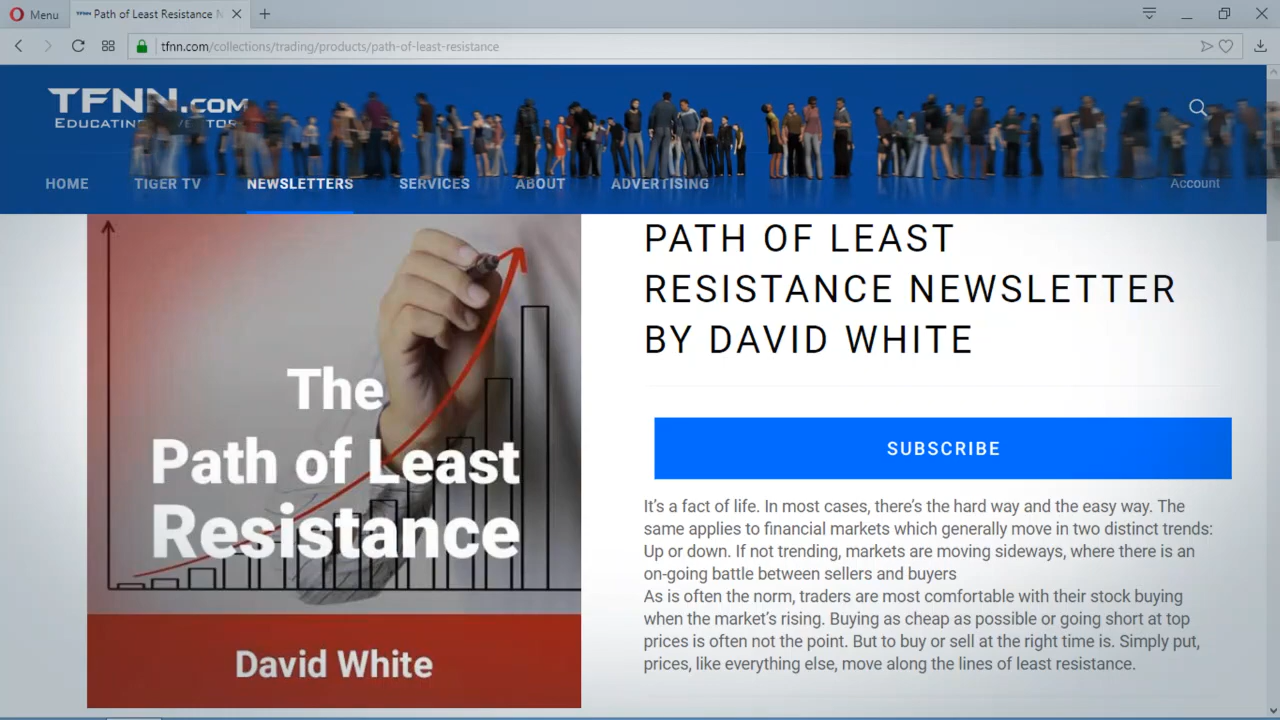 Menu
Path of Least Resistance N
tfnn.com/collections/trading/products/path-of-least-resistance
TFNN.COM
EDUCATING INVESTORS
HOME
TIGER TV
NEWSLETTERS
SERVICES
ABOUT
ADVERTISING
Account
The
Path of Least
Resistance
David White
PATH OF LEAST
RESISTANCE NEWSLETTER
BY DAVID WHITE
SUBSCRIBE
It's a fact of life. In most cases, there's the hard way and the easy way. The
same applies to financial markets which generally move in two distinct trends:
Up or down. If not trending, markets are moving sideways, where there is an
on-going battle between sellers and buyers
As is often the norm, traders are most comfortable with their stock buying
when the market's rising. Buying as cheap as possible or going short at top
prices is often not the point. But to buy or sell at the right time is. Simply put,
prices, like everything else, move along the lines of least resistance.